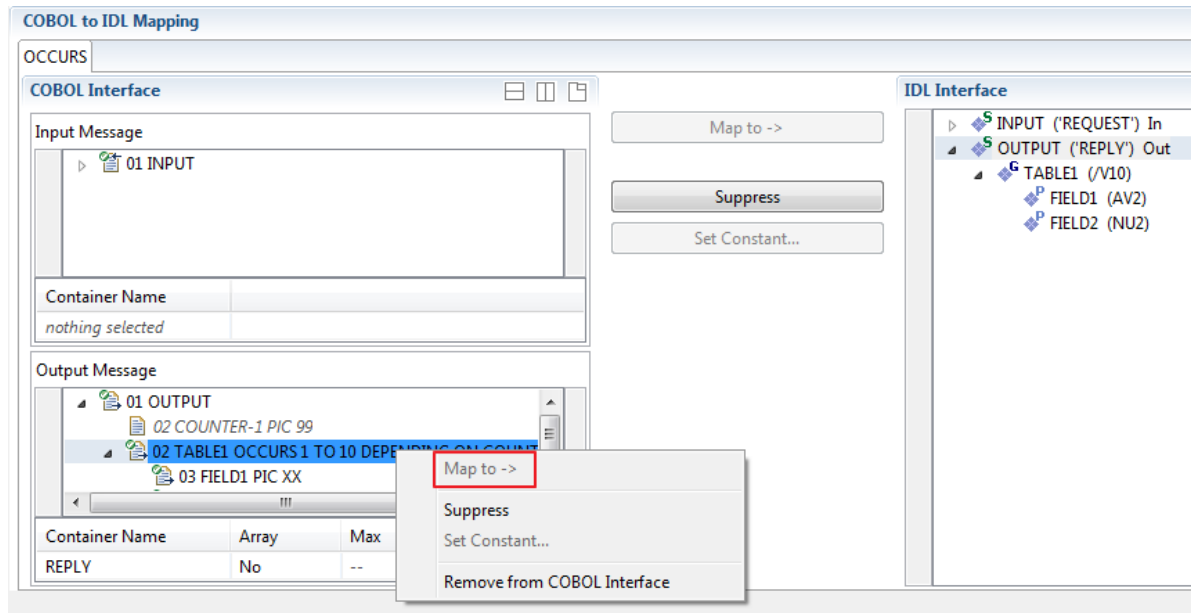 COBOL to IDL Mapping
OCCURS
COBOL Interface
Input Message
01 INPUT
Container Name
nothing selected
Output Message
01 OUTPUT
02 COUNTER-1 PIC 99
02 TABLE1 OCCURS 1 TO 10 DEPENDING ON COUNT
03 FIELD1 PIC XX
Container Name Array Max
REPLY No --
Map to ->
Suppress
Set Constant...
Map to ->
Suppress
Set Constant...
Remove from COBOL Interface
IDL Interface
S INPUT ('REQUEST') In
S OUTPUT ('REPLY') Out
G TABLE1 (/V10)
P FIELD1 (AV2)
P FIELD2 (NU2)